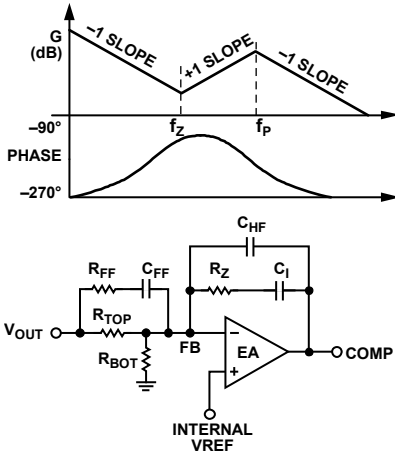 G
(dB)
–1 SLOPE
+1 SLOPE
–1 SLOPE
fZ
fP
–90°
PHASE
–270°
CHF
RFF
CFF
RZ
CI
VOUT
RTOP
RBOT
FB
–
EA
+
COMP
INTERNAL
VREF